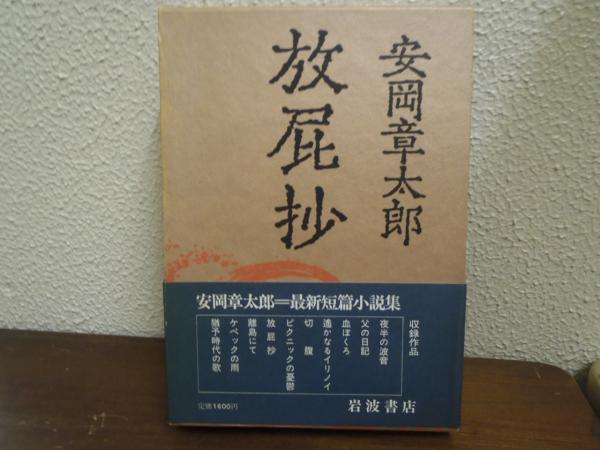 安岡章太郎
放屁抄
安岡章太郎=最新短篇小説集
収録作品
夜半の波音
父の日記
血ぼくろ
遥かなるイリノイ
切腹
ピクニックの憂鬱
放屁抄
離島にて
ケベックの雨
猶予時代の歌
定価1600円
岩波書店